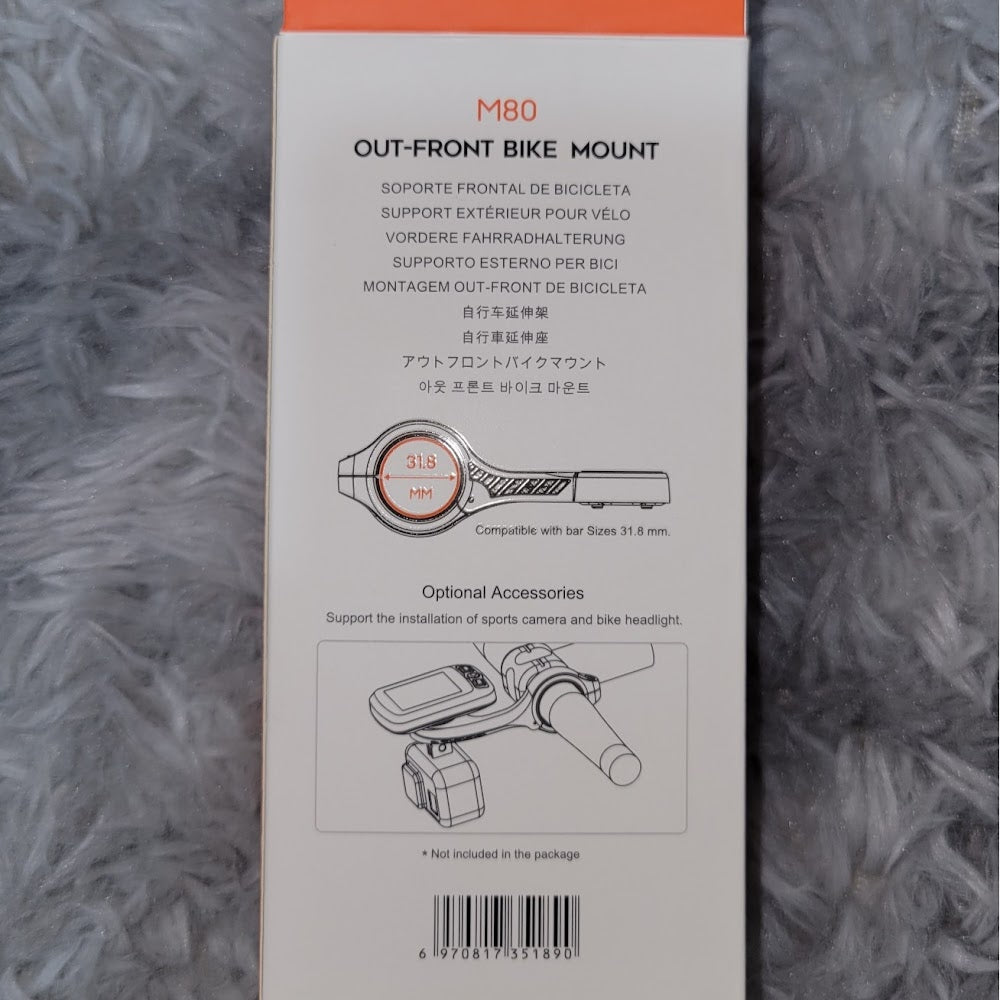 M80
OUT-FRONT BIKE MOUNT
SOPORTE FRONTAL DE BICICLETA
SUPPORT EXTÉRIEUR POUR VÉLO
VORDERE FAHRRADHALTERUNG
SUPPORTO ESTERNO PER BICI
MONTAGEM OUT-FRONT DE BICICLETA
自行车延伸架
自行車延伸座
アウトフロントバイクマウント
아웃 프론트 바이크 마운트
31.8
MM
Compatible with bar Sizes 31.8 mm.
Optional Accessories
Support the installation of sports camera and bike headlight.
* Not included in the package
6 970817 351890